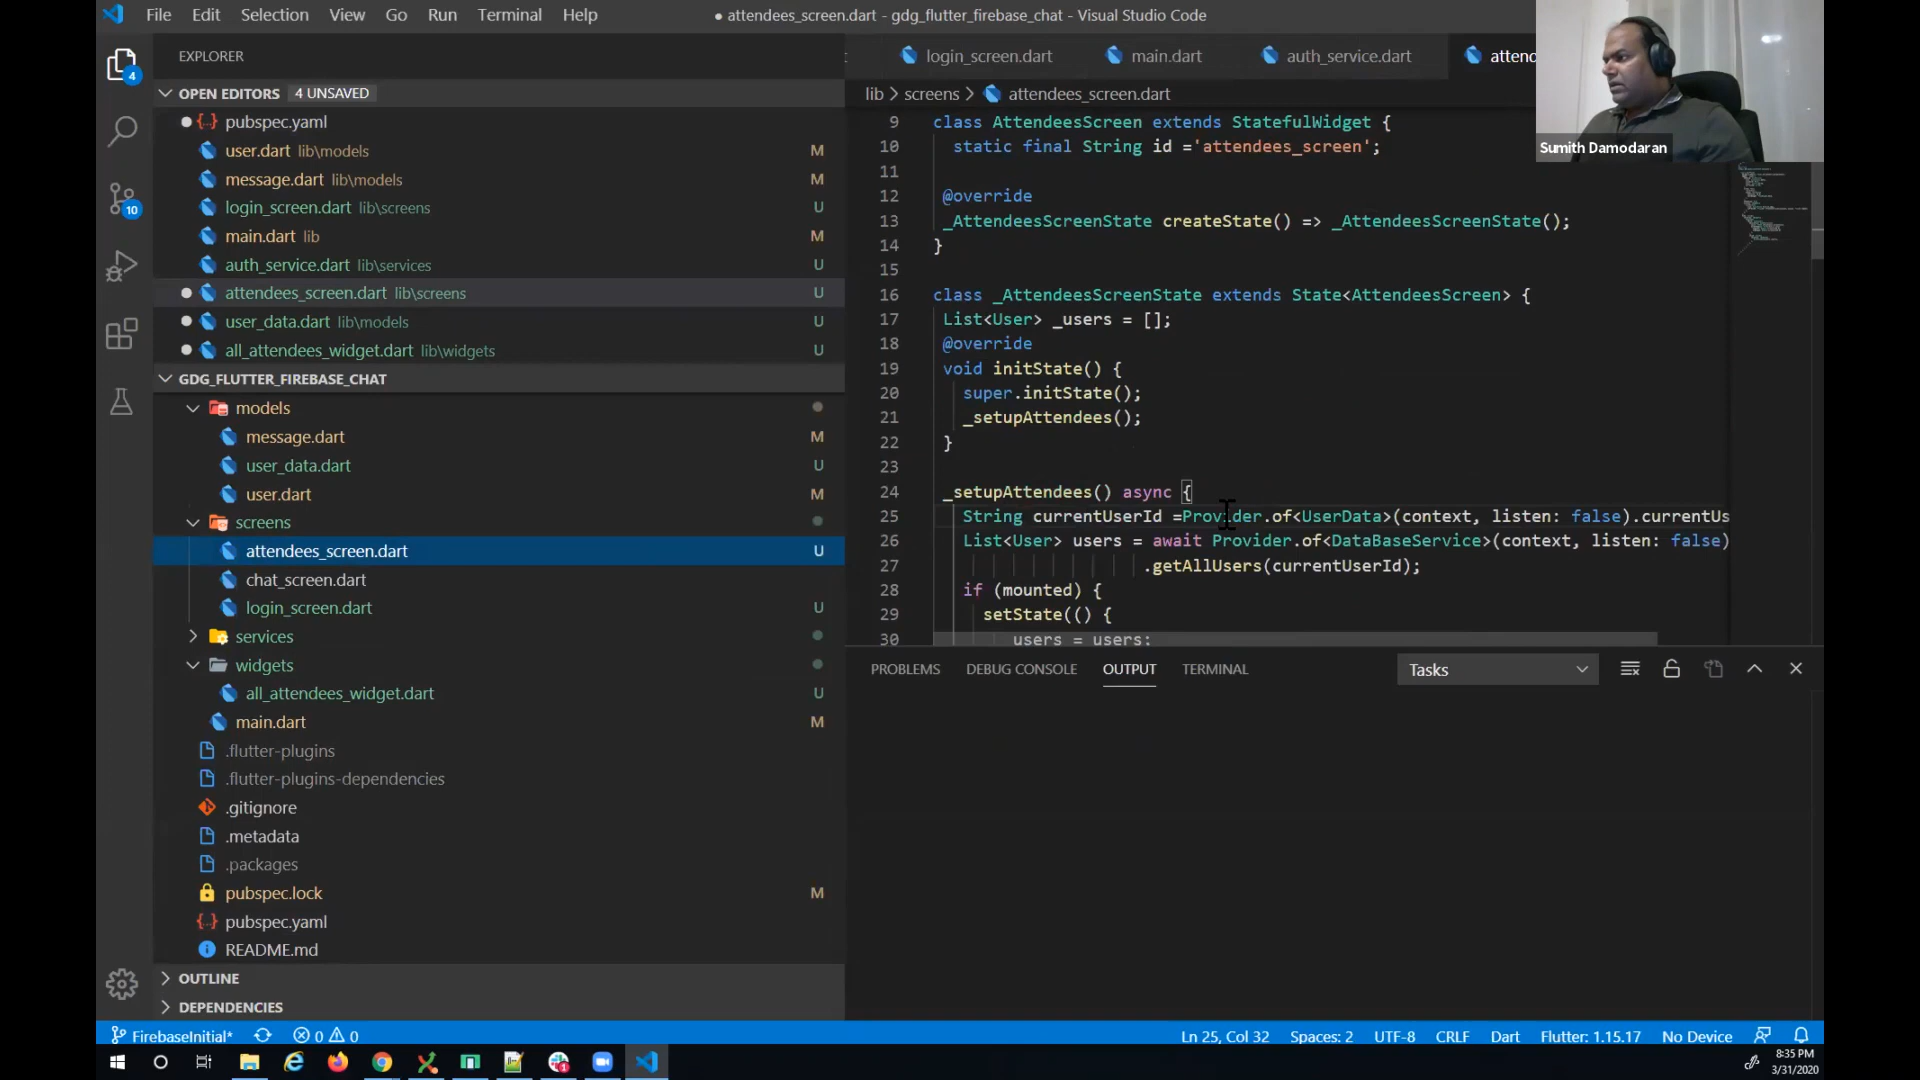 File Edit Selection View Go Run Terminal Help
● attendees_screen.dart - gdg_flutter_firebase_chat - Visual Studio Code
EXPLORER
OPEN EDITORS 4 UNSAVED
pubspec.yaml
user.dart lib\models M
message.dart lib\models M
login_screen.dart lib\screens U
main.dart lib M
auth_service.dart lib\services U
attendees_screen.dart lib\screens U
user_data.dart lib\models U
all_attendees_widget.dart lib\widgets U
GDG_FLUTTER_FIREBASE_CHAT
models
message.dart M
user_data.dart U
user.dart M
screens
attendees_screen.dart U
chat_screen.dart
login_screen.dart U
services
widgets
all_attendees_widget.dart U
main.dart M
.flutter-plugins
.flutter-plugins-dependencies
.gitignore
.metadata
.packages
pubspec.lock M
pubspec.yaml
README.md
OUTLINE
DEPENDENCIES
4
10
login_screen.dart main.dart auth_service.dart atten
lib > screens > attendees_screen.dart
9 class AttendeesScreen extends StatefulWidget {
10 static final String id ='attendees_screen';
11
12 @override
13 _AttendeesScreenState createState() => _AttendeesScreenState();
14 }
15
16 class _AttendeesScreenState extends State<AttendeesScreen> {
17 List<User> _users = [];
18 @override
19 void initState() {
20 super.initState();
21 _setupAttendees();
22 }
23
24 _setupAttendees() async {
25 String currentUserId =Provider.of<UserData>(context, listen: false).currentUs
26 List<User> users = await Provider.of<DataBaseService>(context, listen: false)
27 .getAllUsers(currentUserId);
28 if (mounted) {
29 setState(() {
30 _users = users;
Sumith Damodaran
PROBLEMS DEBUG CONSOLE OUTPUT TERMINAL Tasks
FirebaseInitial* 0 0 Ln 25, Col 32 Spaces: 2 UTF-8 CRLF Dart Flutter: 1.15.17 No Device
8:35 PM
3/31/2020